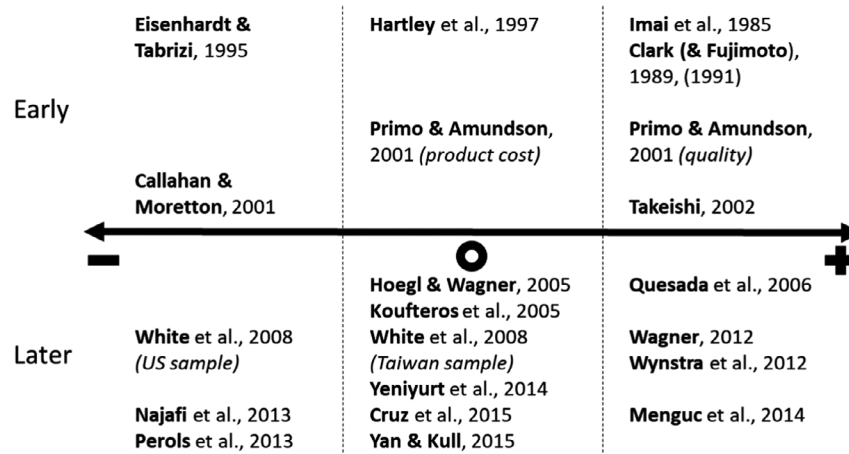 Early
Eisenhardt &
Tabrizi, 1995
Callahan &
Moretton, 2001
Hartley et al., 1997
Primo & Amundson,
2001 (product cost)
Imai et al., 1985
Clark (& Fujimoto),
1989, (1991)
Primo & Amundson,
2001 (quality)
Takeishi, 2002
Later
White et al., 2008
(US sample)
Najafi et al., 2013
Perols et al., 2013
Hoegl & Wagner, 2005
Koufteros et al., 2005
White et al., 2008
(Taiwan sample)
Yeniyurt et al., 2014
Cruz et al., 2015
Yan & Kull, 2015
Quesada et al., 2006
Wagner, 2012
Wynstra et al., 2012
Menguc et al., 2014